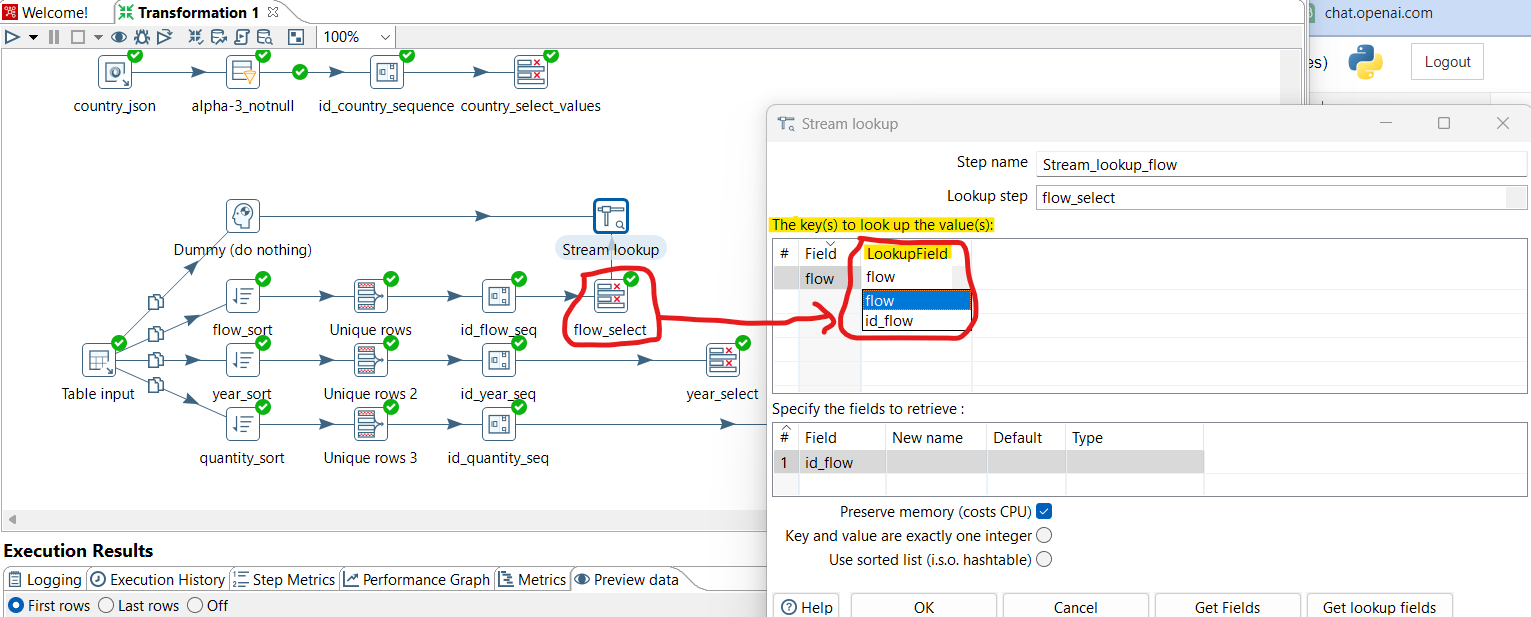 Welcome!
Transformation 1
chat.openai.com
100%
es)
Logout
country_json
alpha-3_notnull
id_country_sequence
country_select_values
Stream lookup
Step name
Stream_lookup_flow
Lookup step
flow_select
The key(s) to look up the value(s):
#
Field
LookupField
flow
flow
flow
id_flow
Dummy (do nothing)
Stream lookup
flow_sort
Unique rows
id_flow_seq
flow_select
Table input
year_sort
Unique rows 2
id_year_seq
year_select
quantity_sort
Unique rows 3
id_quantity_seq
Specify the fields to retrieve :
#
Field
New name
Default
Type
1
id_flow
Preserve memory (costs CPU)
Key and value are exactly one integer
Use sorted list (i.s.o. hashtable)
Help
OK
Cancel
Get Fields
Get lookup fields
Execution Results
Logging
Execution History
Step Metrics
Performance Graph
Metrics
Preview data
First rows
Last rows
Off